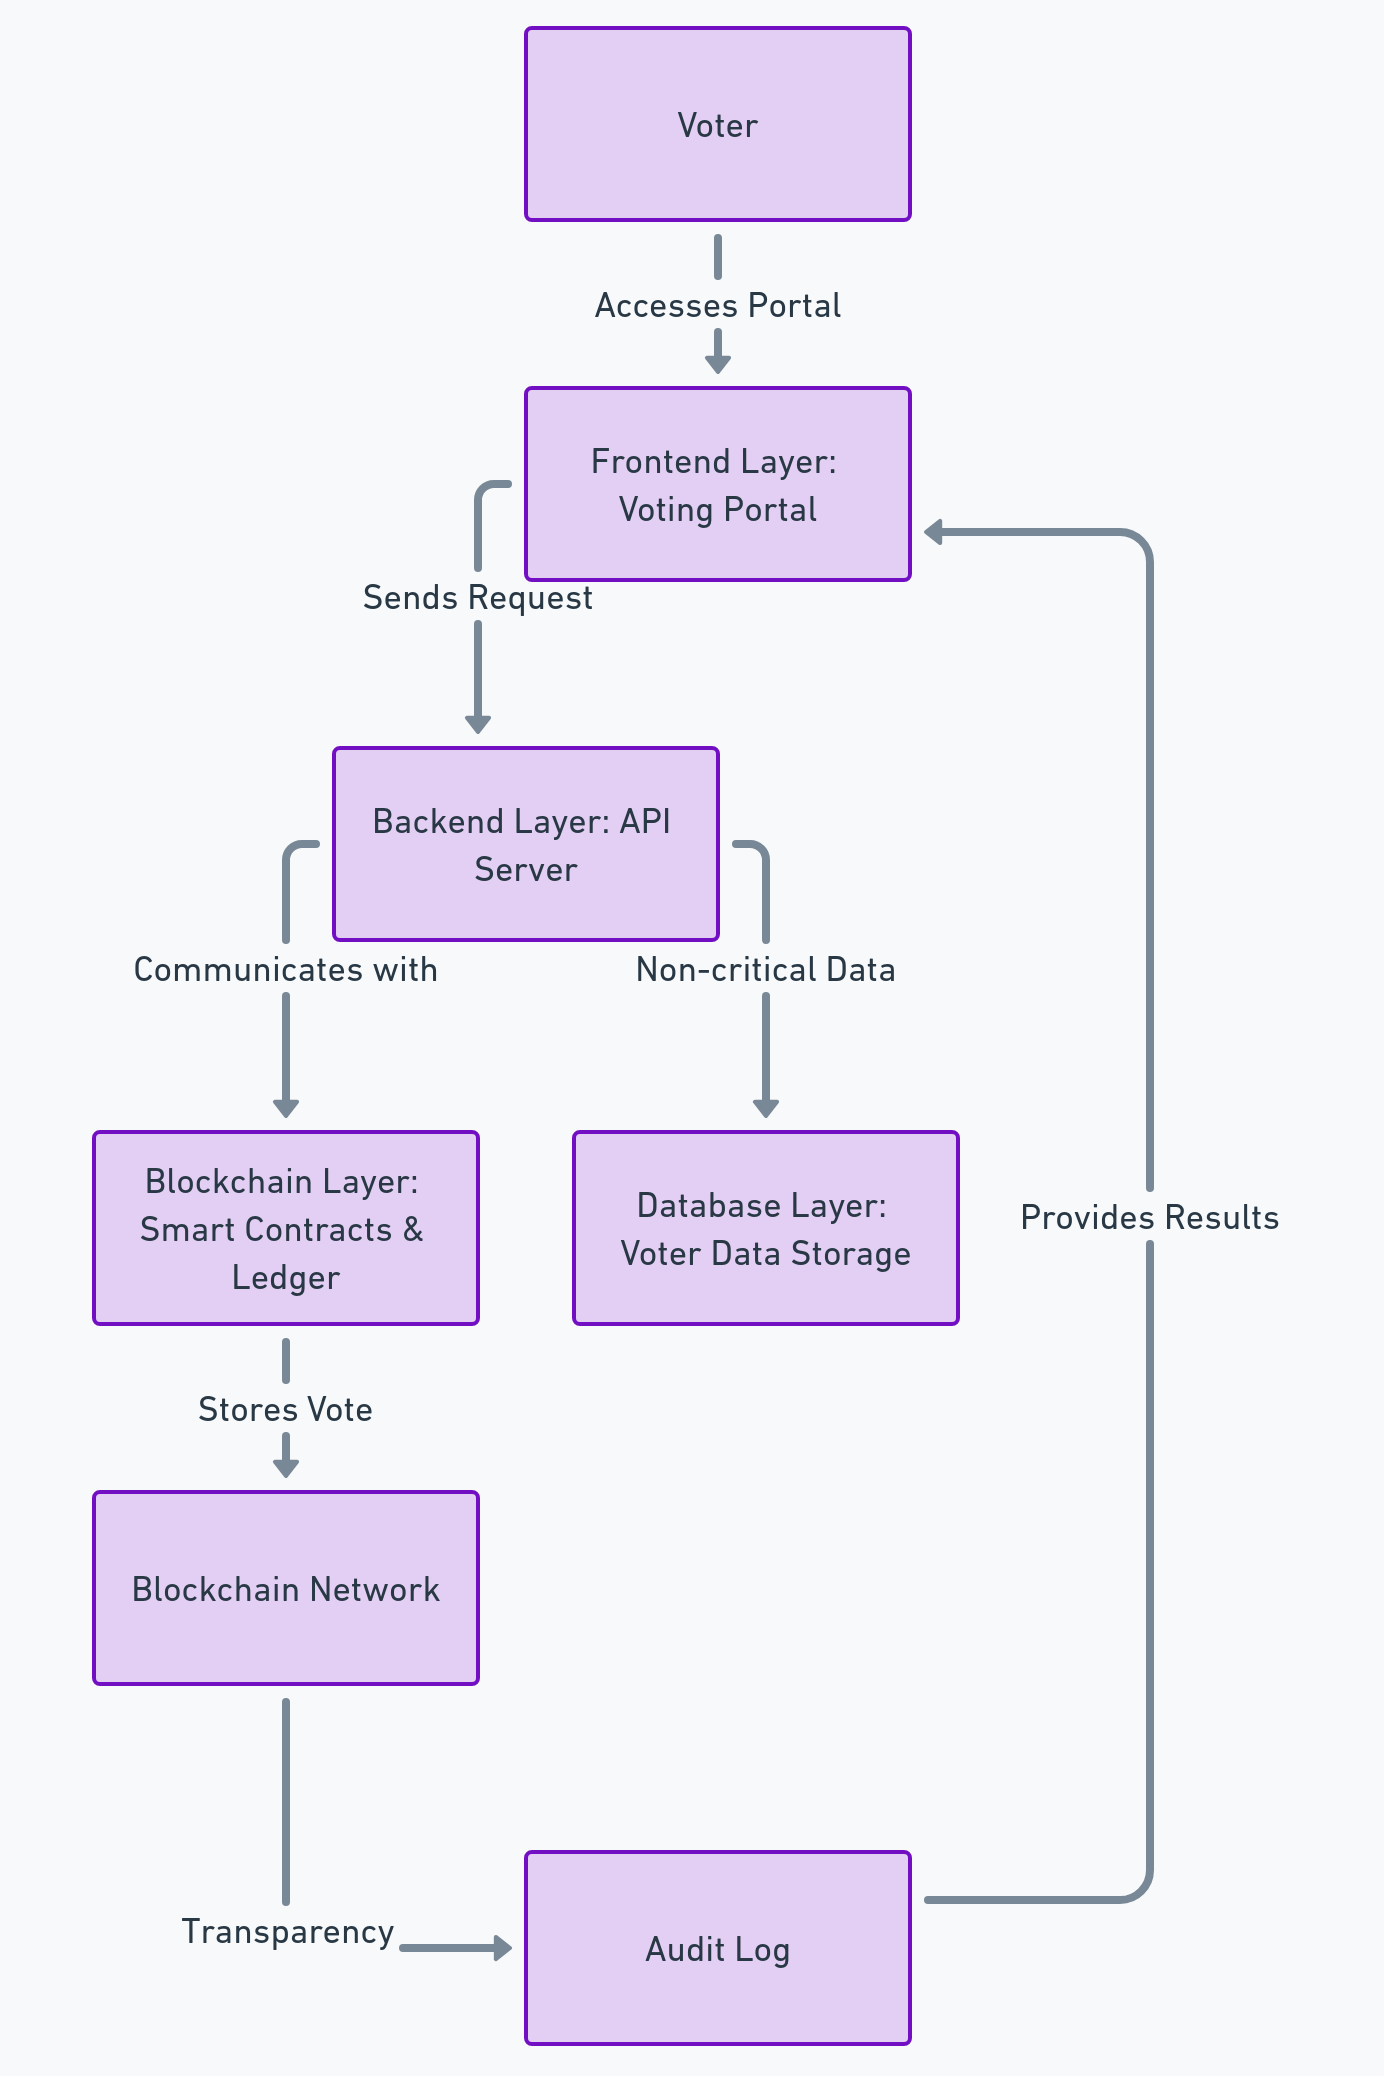 Voter
Accesses Portal
Frontend Layer:
Voting Portal
Sends Request
Backend Layer: API
Server
Communicates with
Non-critical Data
Blockchain Layer:
Smart Contracts &
Ledger
Database Layer:
Voter Data Storage
Provides Results
Stores Vote
Blockchain Network
Transparency
Audit Log